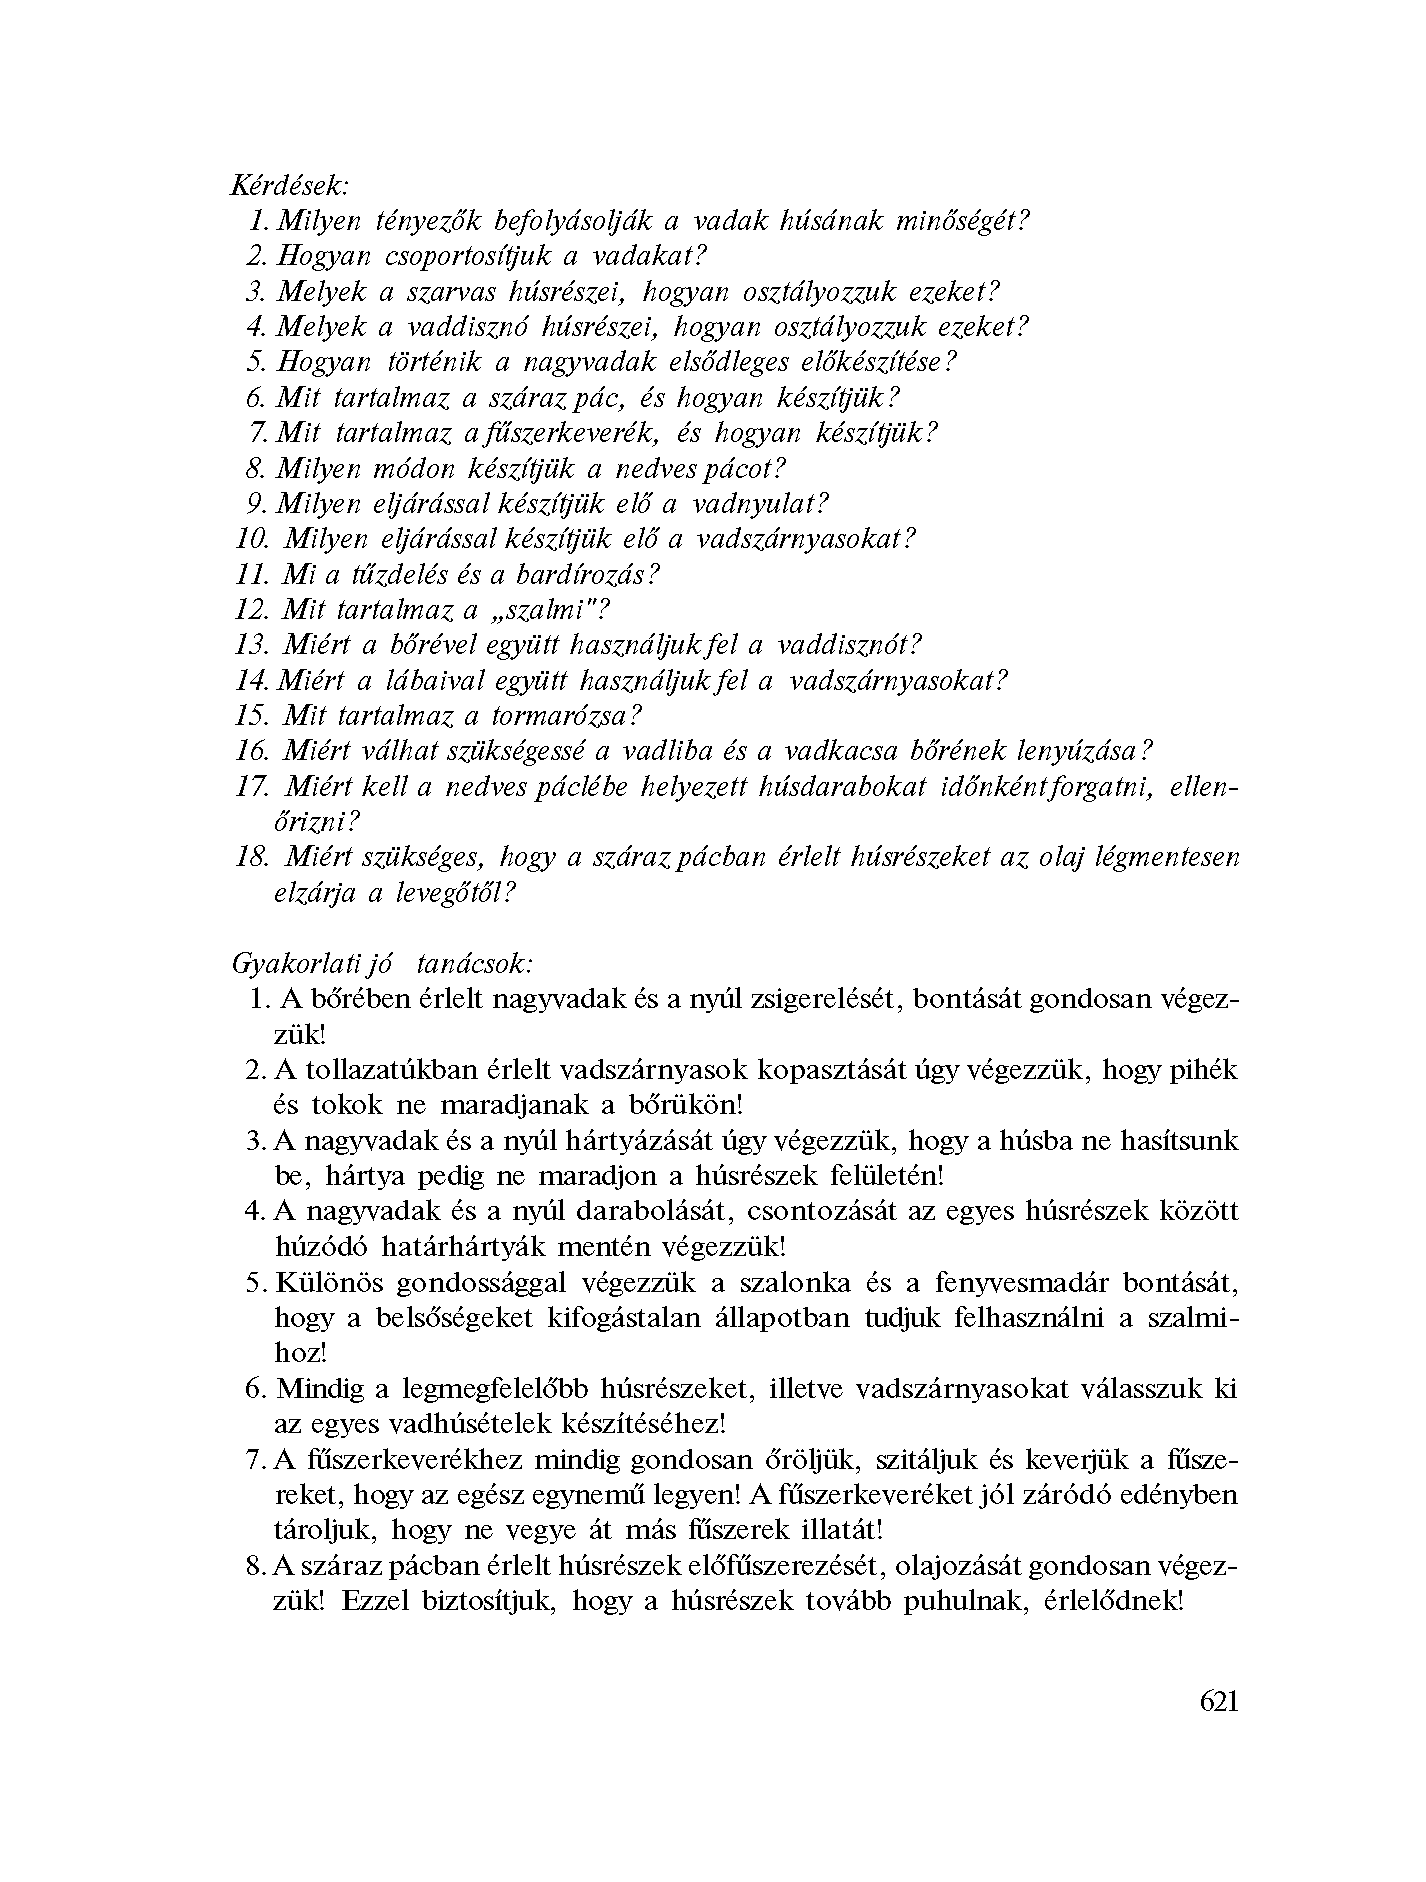 Kérdések:
1. Milyen tényezők befolyásolják a vadak húsának minőségét?
2. Hogyan csoportosítjuk a vadakat?
3. Melyek a szarvas húsrészei, hogyan osztályozzuk ezeket?
4. Melyek a vaddisznó húsrészei, hogyan osztályozzuk ezeket?
5. Hogyan történik a nagyvadak elsődleges előkészítése?
6. Mit tartalmaz a száraz pác, és hogyan készítjük?
7. Mit tartalmaz a fűszerkeverék, és hogyan készítjük?
8. Milyen módon készítjük a nedves pácot?
9. Milyen eljárással készítjük elő a vadnyulat?
10. Milyen eljárással készítjük elő a vadszárnyasokat?
11. Mi a tűzdelés és a bardírozás?
12. Mit tartalmaz a „szalmi"?
13. Miért a bőrével együtt használjuk fel a vaddisznót?
14. Miért a lábaival együtt használjuk fel a vadszárnyasokat?
15. Mit tartalmaz a tormarózsa?
16. Miért válhat szükségessé a vadliba és a vadkacsa bőrének lenyúzása?
17. Miért kell a nedves páclébe helyezett húsdarabokat időnként forgatni, ellen-
őrizni?
18. Miért szükséges, hogy a száraz pácban érlelt húsrészeket az olaj légmentesen
elzárja a levegőtől?
Gyakorlati jó tanácsok:
1. A bőrében érlelt nagyvadak és a nyúl zsigerelését, bontását gondosan végez-
zük!
2. A tollazatúkban érlelt vadszárnyasok kopasztását úgy végezzük, hogy pihék
és tokok ne maradjanak a bőrükön!
3. A nagyvadak és a nyúl hártyázását úgy végezzük, hogy a húsba ne hasítsunk
be, hártya pedig ne maradjon a húsrészek felületén!
4. A nagyvadak és a nyúl darabolását, csontozását az egyes húsrészek között
húzódó határhártyák mentén végezzük!
5. Különös gondossággal végezzük a szalonka és a fenyvesmadár bontását,
hogy a belsőségeket kifogástalan állapotban tudjuk felhasználni a szalmi-
hoz!
6. Mindig a legmegfelelőbb húsrészeket, illetve vadszárnyasokat válasszuk ki
az egyes vadhúsételek készítéséhez!
7. A fűszerkeverékhez mindig gondosan őröljük, szitáljuk és keverjük a fűsze-
reket, hogy az egész egynemű legyen! A fűszerkeveréket jól záródó edényben
tároljuk, hogy ne vegye át más fűszerek illatát!
8. A száraz pácban érlelt húsrészek előfűszerezését, olajozását gondosan végez-
zük! Ezzel biztosítjuk, hogy a húsrészek tovább puhulnak, érlelődnek!
621